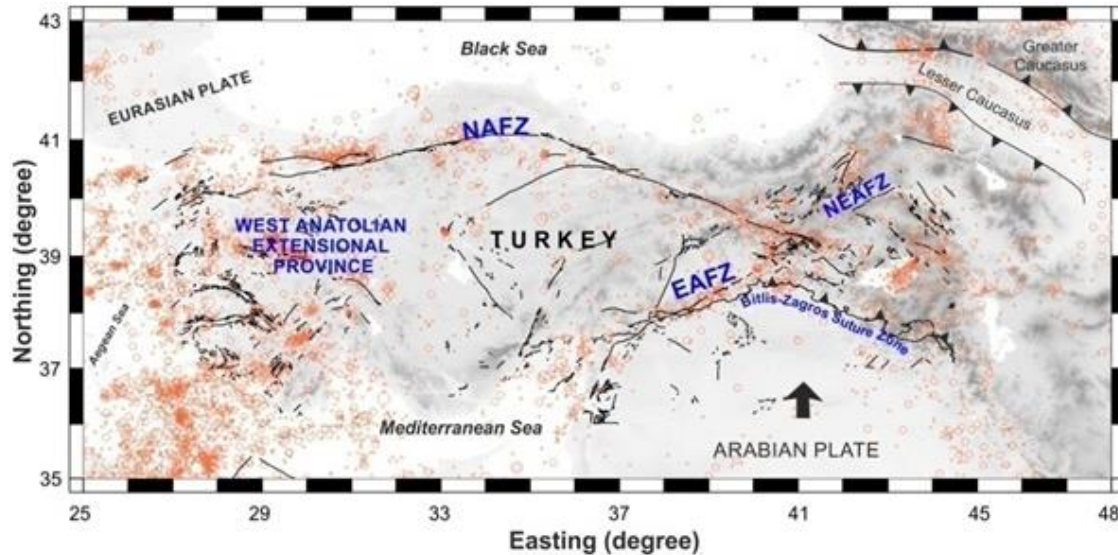 43
41
39
37
35
Northing (degree)
25
29
33
37
41
45
48
Easting (degree)
Black Sea
EURASIAN PLATE
Greater
Caucasus
Lesser Caucasus
NAFZ
NEAFZ
WEST ANATOLIAN
EXTENSIONAL
PROVINCE
TURKEY
EAFZ
Bitlis-Zagros Suture Zone
Aegean Sea
Mediterranean Sea
ARABIAN PLATE